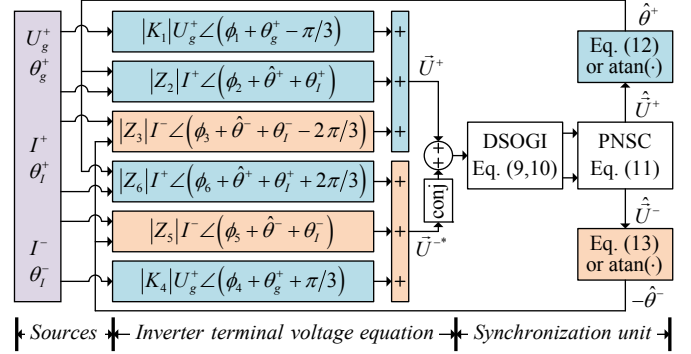 U_g^+
θ_g^+
I^+
θ_I^+
I^-
θ_I^-
|K_1|U_g^+∠(ϕ_1 + θ_g^+ − π/3)
|Z_2|I^+∠(ϕ_2 + θ̂^+ + θ_I^+)
|Z_3|I^-∠(ϕ_3 + θ̂^- + θ_I^- − 2π/3)
|Z_6|I^+∠(ϕ_6 + θ̂^+ + θ_I^+ + 2π/3)
|Z_5|I^-∠(ϕ_5 + θ̂^- + θ_I^-)
|K_4|U_g^+∠(ϕ_4 + θ_g^+ + π/3)
+
+
+
+
+
+
U⃗^+
+
+
conj
U⃗^{-*}
DSOGI
Eq. (9,10)
PNSC
Eq. (11)
θ̂^+
Eq. (12)
or atan(·)
U⃗̂^+
U⃗̂^-
Eq. (13)
or atan(·)
−θ̂^-
Sources
Inverter terminal voltage equation
Synchronization unit